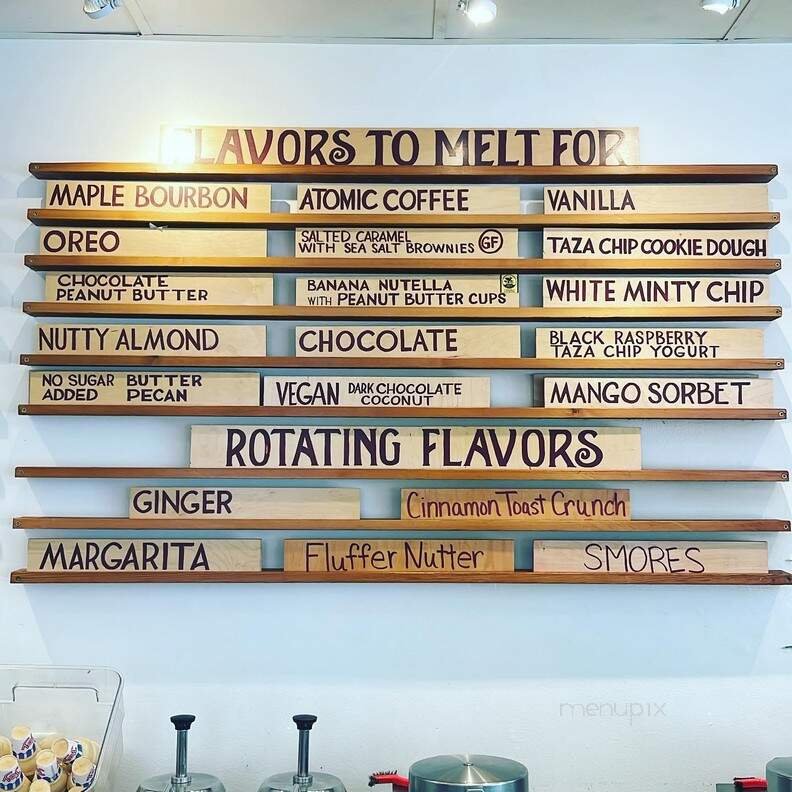 FLAVORS TO MELT FOR
MAPLE BOURBON
ATOMIC COFFEE
VANILLA
OREO
SALTED CARAMEL
WITH SEA SALT BROWNIES GF
TAZA CHIP COOKIE DOUGH
CHOCOLATE
PEANUT BUTTER
BANANA NUTELLA
WITH PEANUT BUTTER CUPS
WHITE MINTY CHIP
NUTTY ALMOND
CHOCOLATE
BLACK RASPBERRY
TAZA CHIP YOGURT
NO SUGAR BUTTER
ADDED PECAN
VEGAN DARK CHOCOLATE
COCONUT
MANGO SORBET
ROTATING FLAVORS
GINGER
Cinnamon Toast Crunch
MARGARITA
Fluffer Nutter
SMORES
menupix